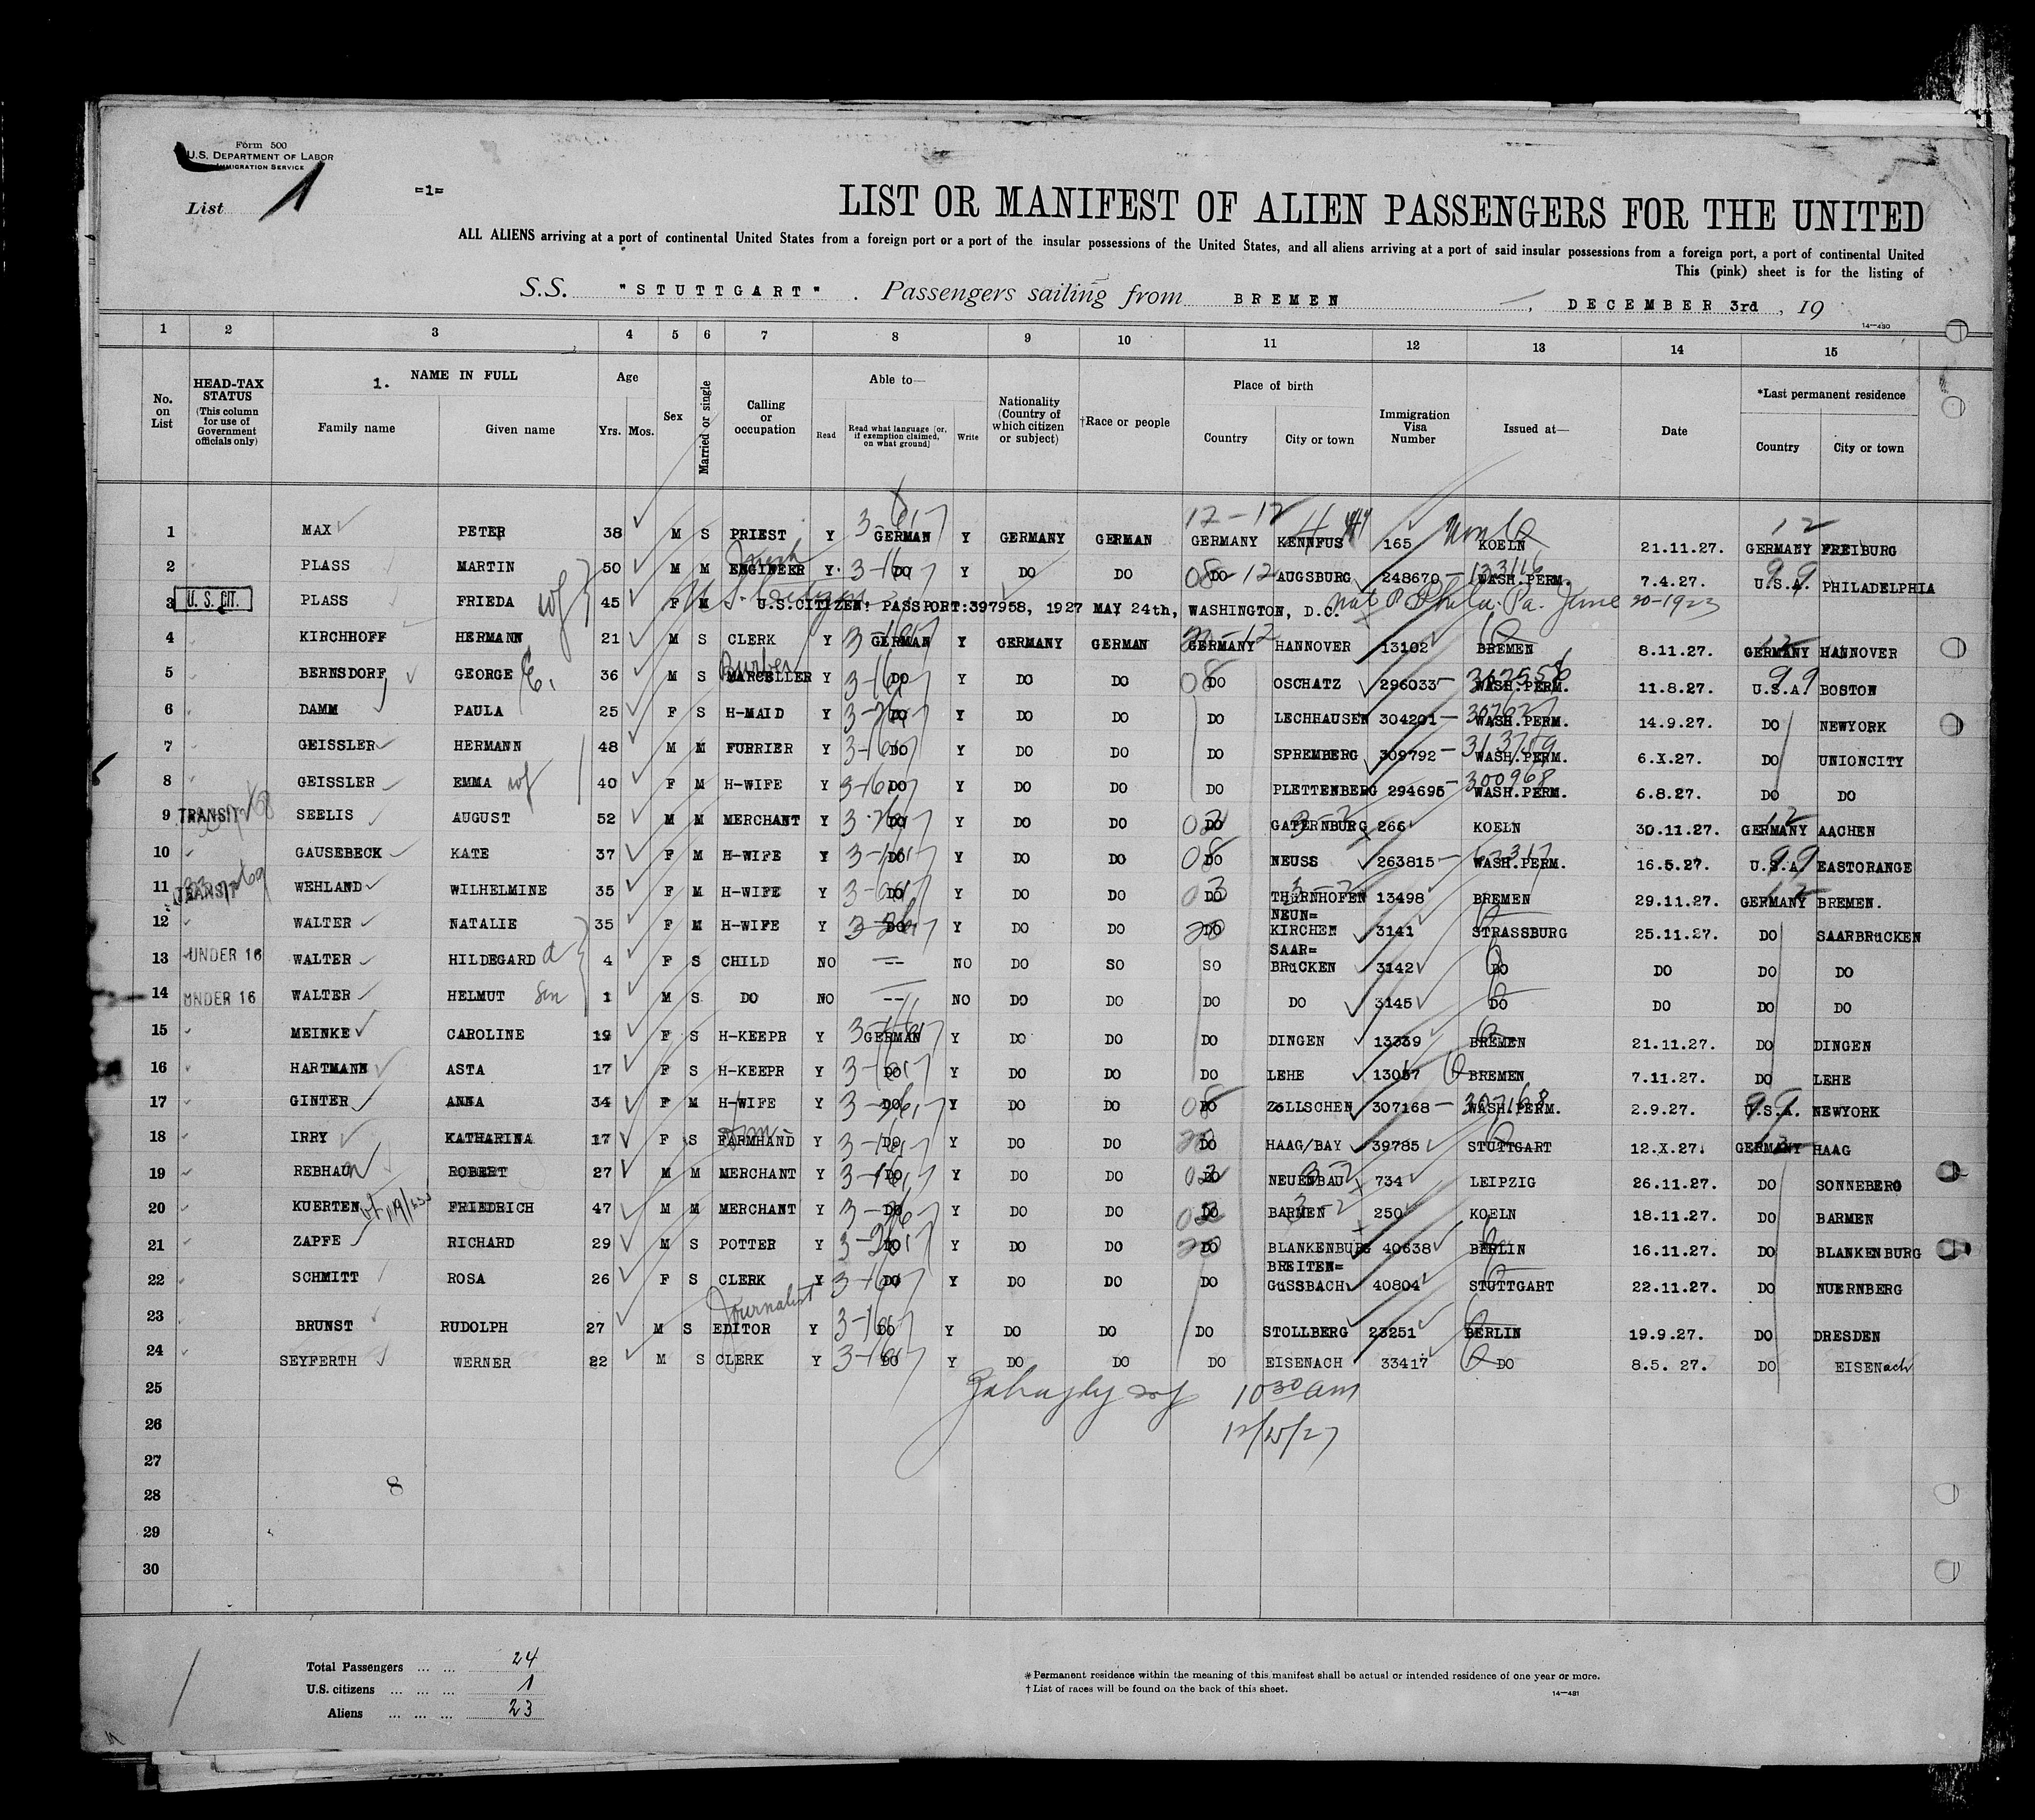 Form 500
U.S. DEPARTMENT OF LABOR
IMMIGRATION SERVICE
List 1
=1=
LIST OR MANIFEST OF ALIEN PASSENGERS FOR THE UNITED
ALL ALIENS arriving at a port of continental United States from a foreign port or a port of the insular possessions of the United States, and all aliens arriving at a port of said insular possessions from a foreign port, a port of continental United
This (pink) sheet is for the listing of
S.S. "STUTTGART" . Passengers sailing from BREMEN , DECEMBER 3rd , 19
14—480
1 2 3 4 5 6 7 8 9 10 11 12 13 14 15
No. on List
HEAD-TAX STATUS (This column for use of Government officials only)
1. NAME IN FULL Family name Given name
Age Yrs. Mos.
Sex
Married or single
Calling or occupation
Able to— Read Read what language [or, if exemption claimed, on what ground] Write
Nationality (Country of which citizen or subject)
†Race or people
Place of birth Country City or town
Immigration Visa Number
Issued at—
Date
*Last permanent residence Country City or town
12-12 12
1 MAX PETER 38 M S PRIEST Y GERMAN Y GERMANY GERMAN GERMANY KENNFUS 165 KOELN 21.11.27. GERMANY FREIBURG
2 PLASS MARTIN 50 M M ENGINEER Y DO Y DO DO DO AUGSBURG 248670 WASH.PERM. 7.4.27. U.S.A. PHILADELPHIA
3 U.S. CIT. PLASS FRIEDA wf 45 F M U.S. Citizen U.S.CITIZEN! PASSPORT:397958, 1927 MAY 24th, WASHINGTON, D.C. Phila. Pa. June 20-1923
4 KIRCHHOFF HERMANN 21 M S CLERK Y GERMAN Y GERMANY GERMAN GERMANY HANNOVER 13102 BREMEN 8.11.27. GERMANY HANNOVER
5 BERNSDORF GEORGE E. 36 M S MARCELLER Y DO Y DO DO DO OSCHATZ 296033 WASH.PERM. 11.8.27. U.S.A. BOSTON
6 DAMM PAULA 25 F S H-MAID Y DO Y DO DO DO LECHHAUSEN 304201 WASH.PERM. 14.9.27. DO NEWYORK
7 GEISSLER HERMANN 48 M M FURRIER Y DO Y DO DO DO SPREMBERG 309792 WASH.PERM. 6.X.27. DO UNIONCITY
8 GEISSLER EMMA wf 40 F M H-WIFE Y DO Y DO DO DO PLETTENBERG 294695 300968 WASH.PERM. 6.8.27. DO DO
9 TRANSIT SEELIS AUGUST 52 M M MERCHANT Y DO Y DO DO DO GATERNBURG 266 KOELN 30.11.27. GERMANY AACHEN
10 GAUSEBECK KATE 37 F M H-WIFE Y DO Y DO DO DO NEUSS 263815 WASH.PERM. 16.5.27. U.S.A. EASTORANGE
11 TRANSIT WEHLAND WILHELMINE 35 F M H-WIFE Y DO Y DO DO DO THüRNHOFEN 13498 BREMEN 29.11.27. GERMANY BREMEN.
12 WALTER NATALIE 35 F M H-WIFE Y DO Y DO DO DO NEUN=KIRCHEN 3141 STRASSBURG 25.11.27. DO SAARBRüCKEN
13 UNDER 16 WALTER HILDEGARD d 4 F S CHILD NO -- NO DO SO SO SAAR=BRüCKEN 3142 DO DO DO DO
14 UNDER 16 WALTER HELMUT son 1 M S DO NO -- NO DO DO DO DO 3145 DO DO DO DO
15 MEINKE CAROLINE 19 F S H-KEEPR Y GERMAN Y DO DO DO DINGEN 13339 BREMEN 21.11.27. DO DINGEN
16 HARTMANN ASTA 17 F S H-KEEPR Y DO Y DO DO DO LEHE 13057 BREMEN 7.11.27. DO LEHE
17 GINTER ANNA 34 F M H-WIFE Y DO Y DO DO DO ZöLLSCHEN 307168 307168 WASH.PERM. 2.9.27. U.S.A. NEWYORK
18 IRRY KATHARINA 17 F S FARMHAND Y DO Y DO DO DO HAAG/BAY 39785 STUTTGART 12.X.27. GERMANY HAAG
19 REBHAUN ROBERT 27 M M MERCHANT Y DO Y DO DO DO NEUENBAU 734 LEIPZIG 26.11.27. DO SONNEBERG
20 KUERTEN FRIEDRICH 47 M M MERCHANT Y DO Y DO DO DO BARMEN 250 KOELN 18.11.27. DO BARMEN
21 ZAPFE RICHARD 29 M S POTTER Y DO Y DO DO DO BLANKENBURG 40638 BERLIN 16.11.27. DO BLANKENBURG
22 SCHMITT ROSA 26 F S CLERK Y DO Y DO DO DO BREITEN=GüSSBACH 40804 STUTTGART 22.11.27. DO NUERNBERG
23 BRUNST RUDOLPH 27 M S Journalist EDITOR Y DO Y DO DO DO STOLLBERG 23251 BERLIN 19.9.27. DO DRESDEN
24 SEYFERTH WERNER 22 M S CLERK Y DO Y DO DO DO EISENACH 33417 DO 8.5. 27. DO EISENach
25 10 30 am
26 12/15/27
27
28 8
29
30
Total Passengers ... ... 24
U.S. citizens ... ... ... 1
Aliens ... ... ... 23
* Permanent residence within the meaning of this manifest shall be actual or intended residence of one year or more.
† List of races will be found on the back of this sheet.
14—481